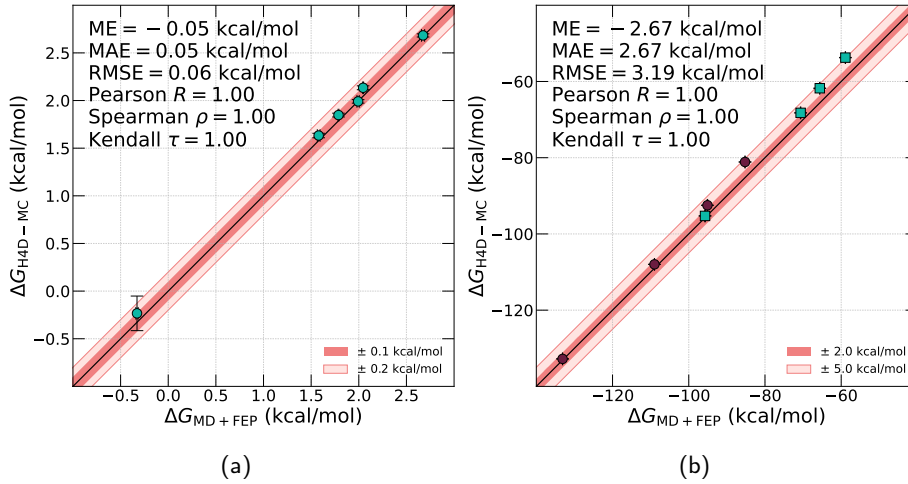 ME = −0.05 kcal/mol
MAE = 0.05 kcal/mol
RMSE = 0.06 kcal/mol
Pearson R = 1.00
Spearman ρ = 1.00
Kendall τ = 1.00
2.5
2.0
1.5
1.0
0.5
0.0
−0.5
ΔG_H4D−MC (kcal/mol)
± 0.1 kcal/mol
± 0.2 kcal/mol
−0.5 0.0 0.5 1.0 1.5 2.0 2.5
ΔG_MD+FEP (kcal/mol)
(a)
ME = −2.67 kcal/mol
MAE = 2.67 kcal/mol
RMSE = 3.19 kcal/mol
Pearson R = 1.00
Spearman ρ = 1.00
Kendall τ = 1.00
−60
−80
−100
−120
ΔG_H4D−MC (kcal/mol)
± 2.0 kcal/mol
± 5.0 kcal/mol
−120 −100 −80 −60
ΔG_MD+FEP (kcal/mol)
(b)